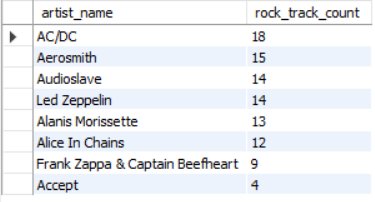 artist_name rock_track_count
AC/DC 18
Aerosmith 15
Audioslave 14
Led Zeppelin 14
Alanis Morissette 13
Alice In Chains 12
Frank Zappa & Captain Beefheart 9
Accept 4